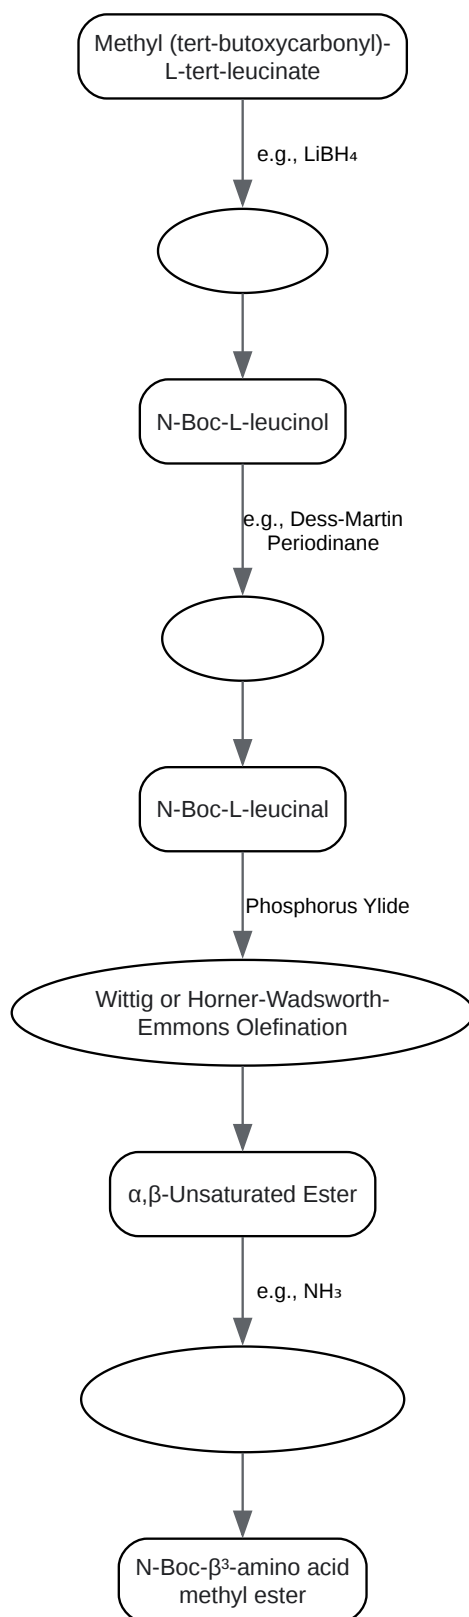 Methyl (tert-butoxycarbonyl)-
L-tert-leucinate
e.g., LiBH₄
N-Boc-L-leucinol
e.g., Dess-Martin
Periodinane
N-Boc-L-leucinal
Phosphorus Ylide
Wittig or Horner-Wadsworth-
Emmons Olefination
α,β-Unsaturated Ester
e.g., NH₃
N-Boc-β³-amino acid
methyl ester